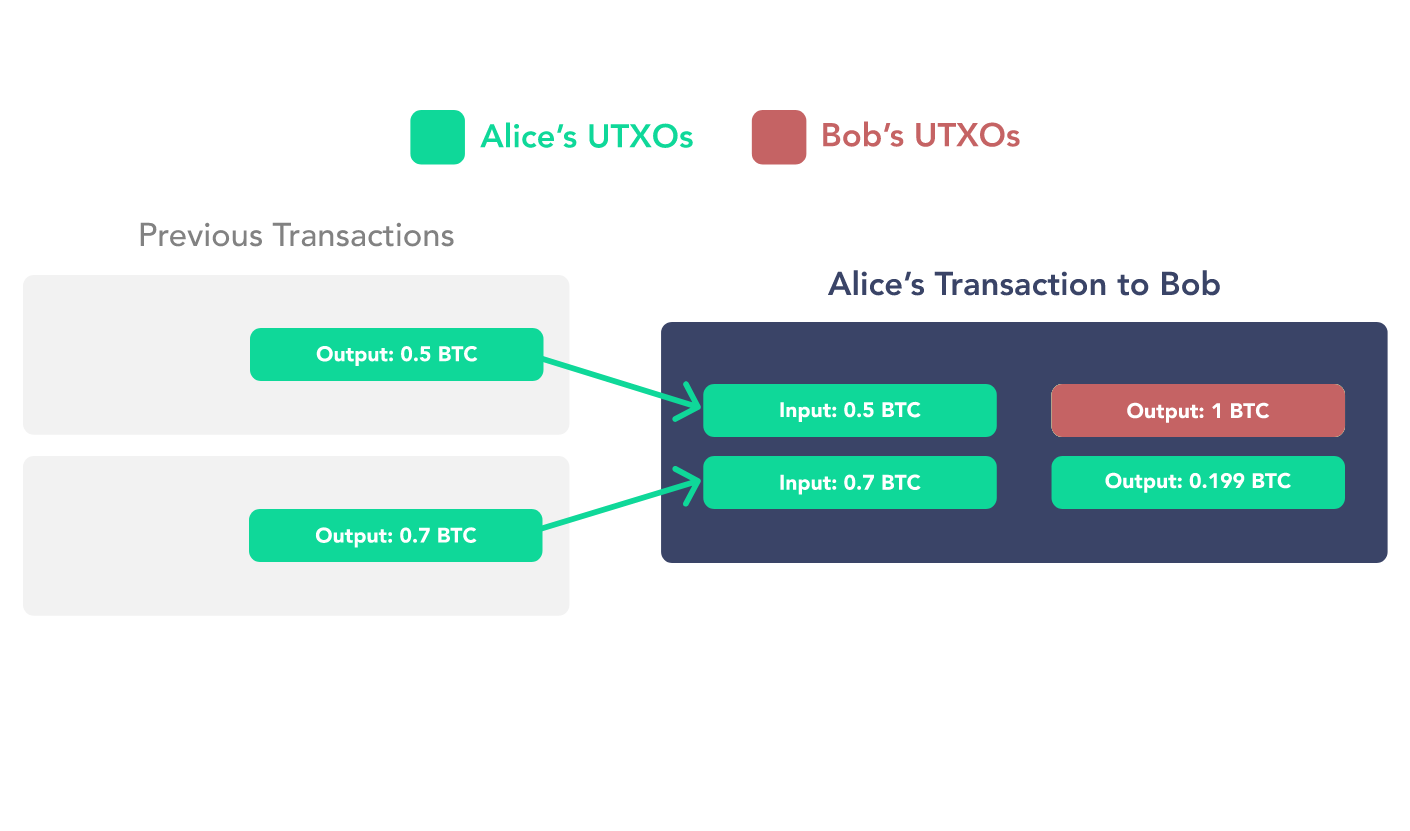 Alice’s UTXOs
Bob’s UTXOs
Previous Transactions
Output: 0.5 BTC
Output: 0.7 BTC
Alice’s Transaction to Bob
Input: 0.5 BTC
Output: 1 BTC
Input: 0.7 BTC
Output: 0.199 BTC